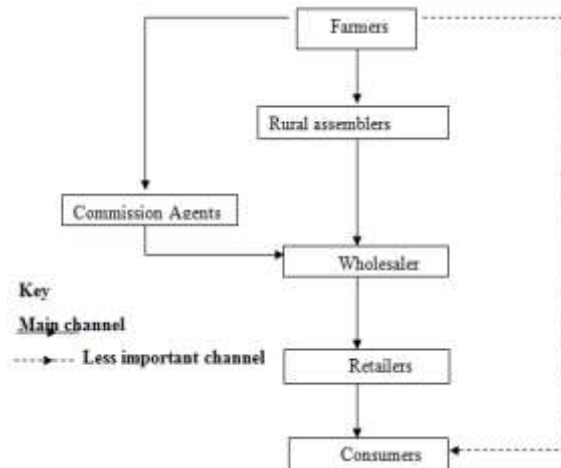 Farmers
Rural assemblers
Commission Agents
Wholesaler
Key
Main channel
Less important channel
Retailers
Consumers